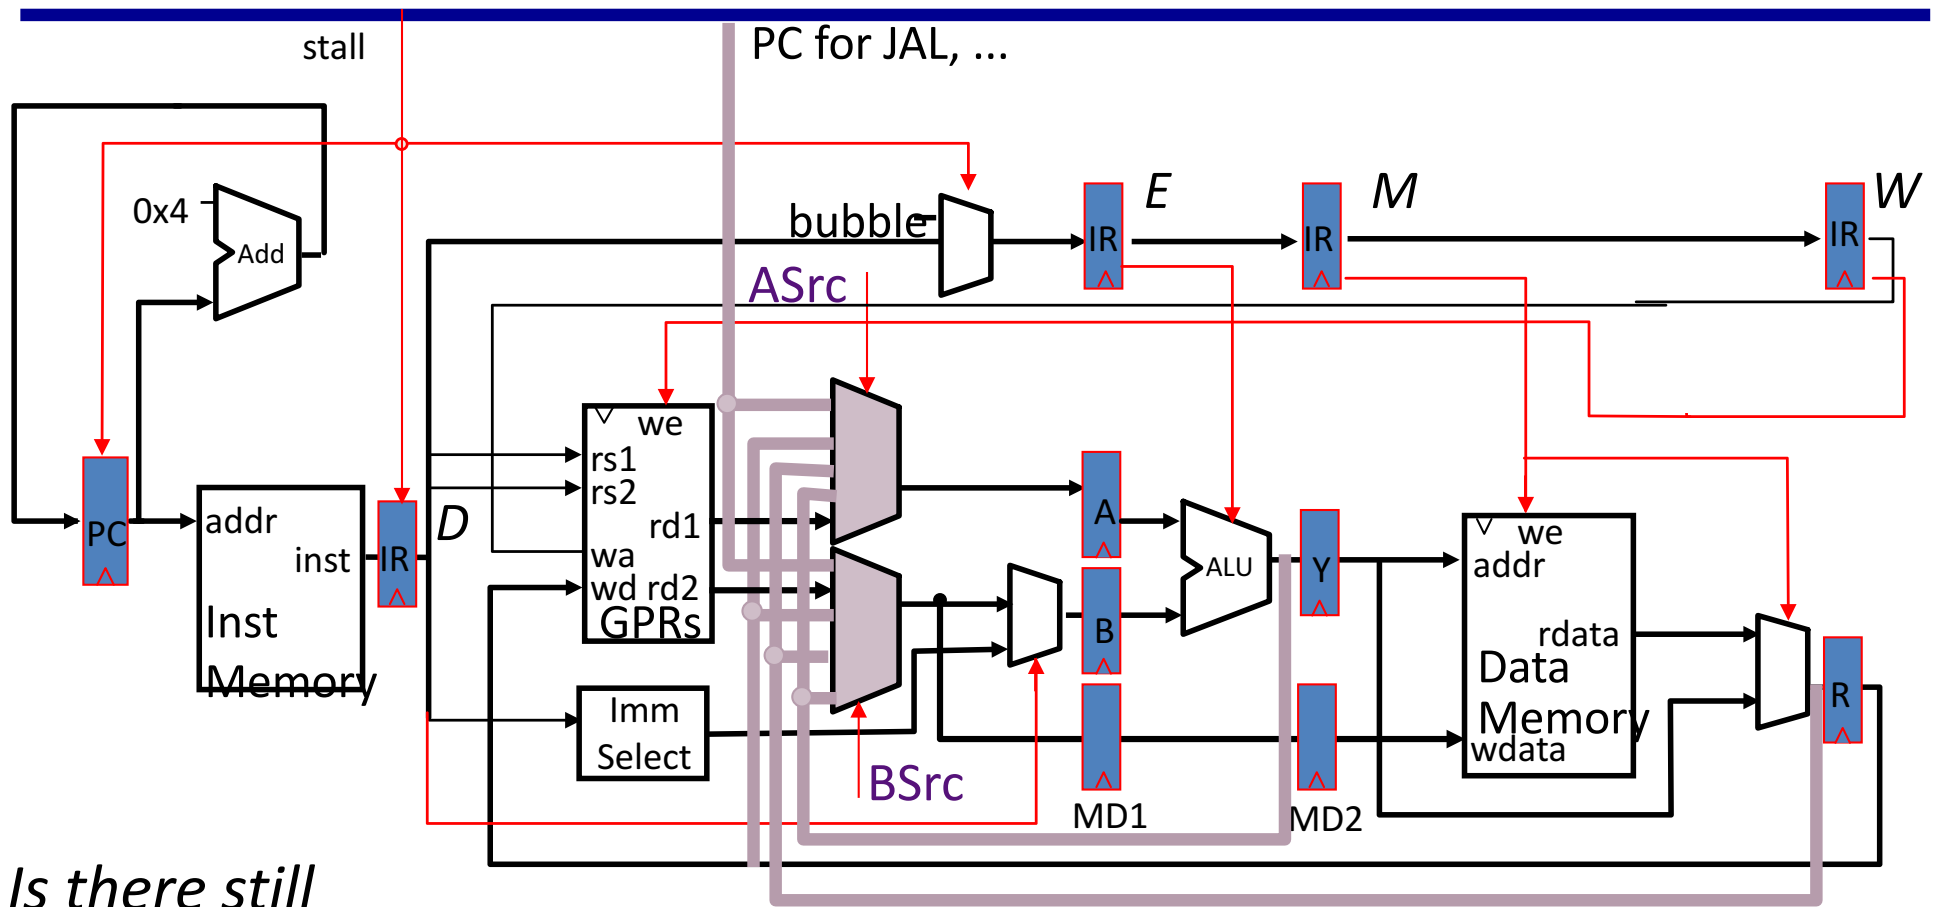 stall
PC for JAL, ...
E
M
W
0x4
Add
bubble
IR
IR
IR
ASrc
we
rs1
rs2
rd1
wa
wd rd2
GPRs
PC
addr
inst
Inst
Memory
IR
D
A
B
ALU
Y
we
addr
rdata
Data
Memory
wdata
R
Imm
Select
BSrc
MD1
MD2
Is there still